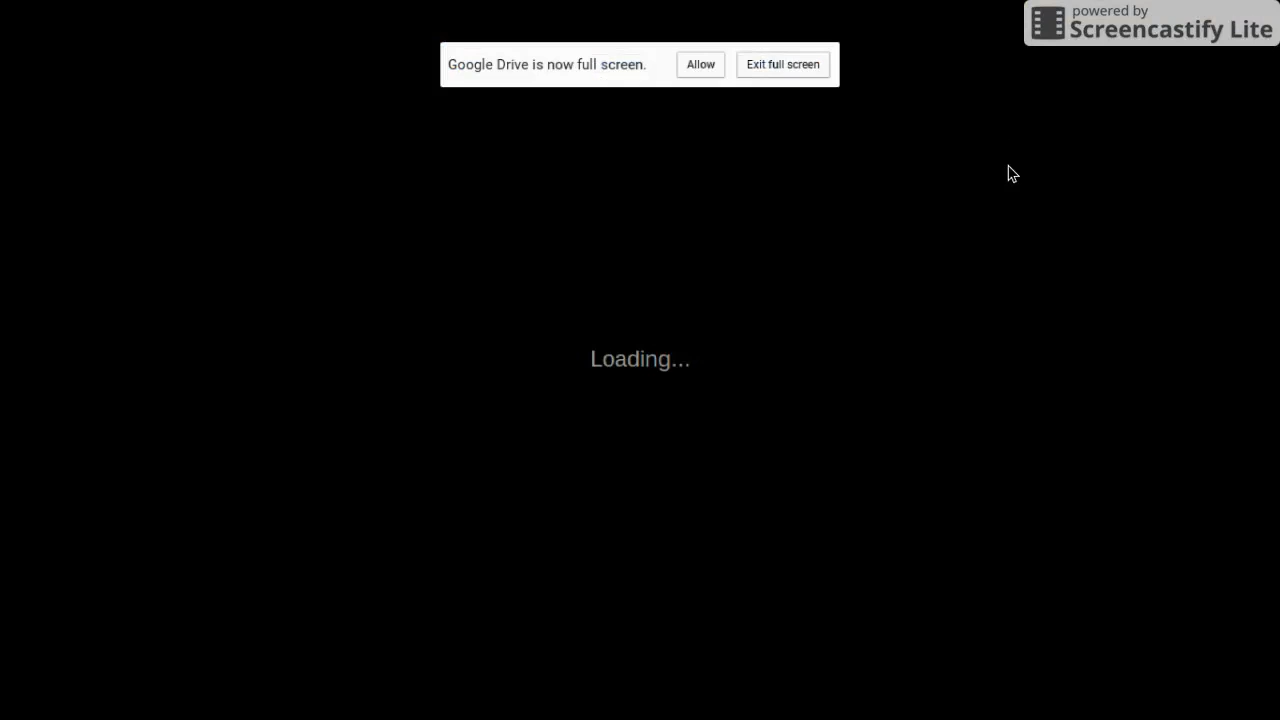 powered by
Screencastify Lite
Google Drive is now full screen. Allow Exit full screen
Loading...